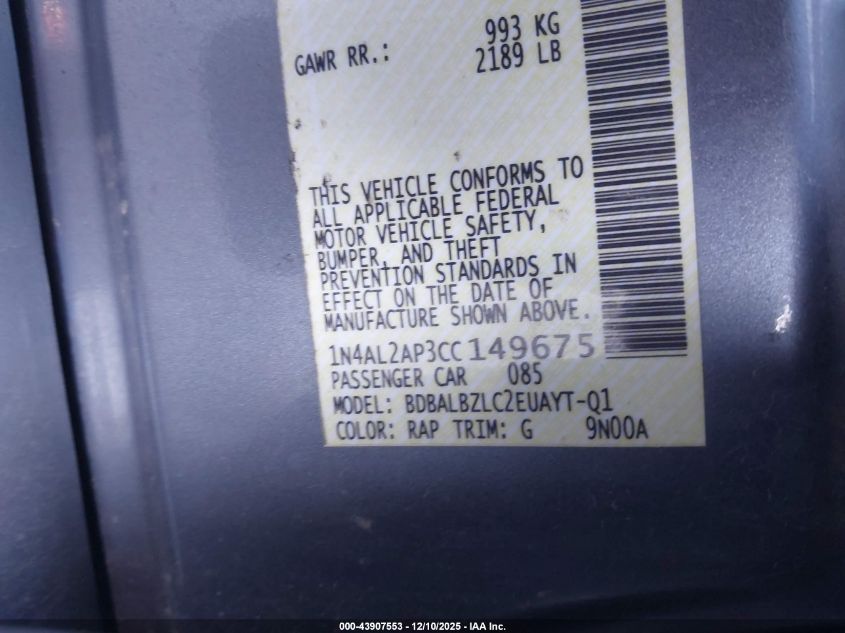 993 KG
GAWR RR.: 2189 LB
THIS VEHICLE CONFORMS TO
ALL APPLICABLE FEDERAL
MOTOR VEHICLE SAFETY,
BUMPER, AND THEFT
PREVENTION STANDARDS IN
EFFECT ON THE DATE OF
MANUFACTURE SHOWN ABOVE.
1N4AL2AP3CC149675
PASSENGER CAR 085
MODEL: BDBALBZLC2EUAYT-Q1
COLOR: RAP TRIM: G 9N00A
000-43907553 - 12/10/2025 - IAA Inc.